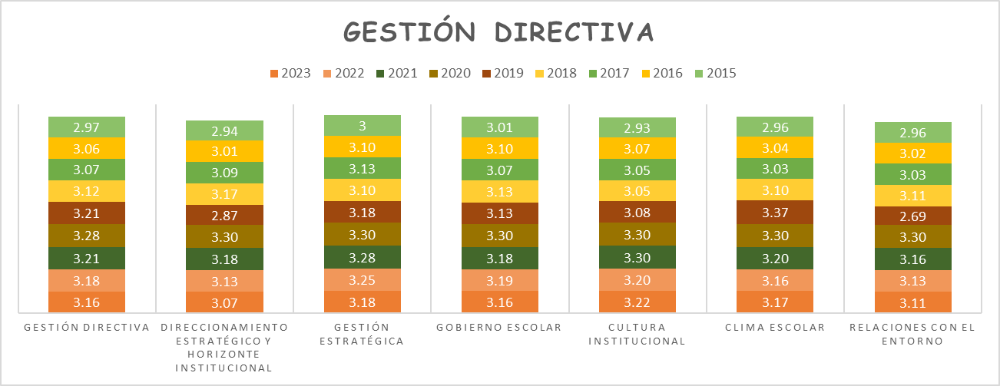 GESTIÓN DIRECTIVA
2023 2022 2021 2020 2019 2018 2017 2016 2015
2.97 2.94 3 3.01 2.93 2.96 2.96
3.06 3.01 3.10 3.10 3.07 3.04 3.02
3.07 3.09 3.13 3.07 3.05 3.03 3.03
3.12 3.17 3.10 3.13 3.05 3.10 3.11
3.21 2.87 3.18 3.13 3.08 3.37 2.69
3.28 3.30 3.30 3.30 3.30 3.30 3.30
3.21 3.18 3.28 3.18 3.30 3.20 3.16
3.18 3.13 3.25 3.19 3.20 3.16 3.13
3.16 3.07 3.18 3.16 3.22 3.17 3.11
GESTIÓN DIRECTIVA
DIRECCIONAMIENTO
ESTRATÉGICO Y
HORIZONTE
INSTITUCIONAL
GESTIÓN
ESTRATÉGICA
GOBIERNO ESCOLAR
CULTURA
INSTITUCIONAL
CLIMA ESCOLAR
RELACIONES CON EL
ENTORNO